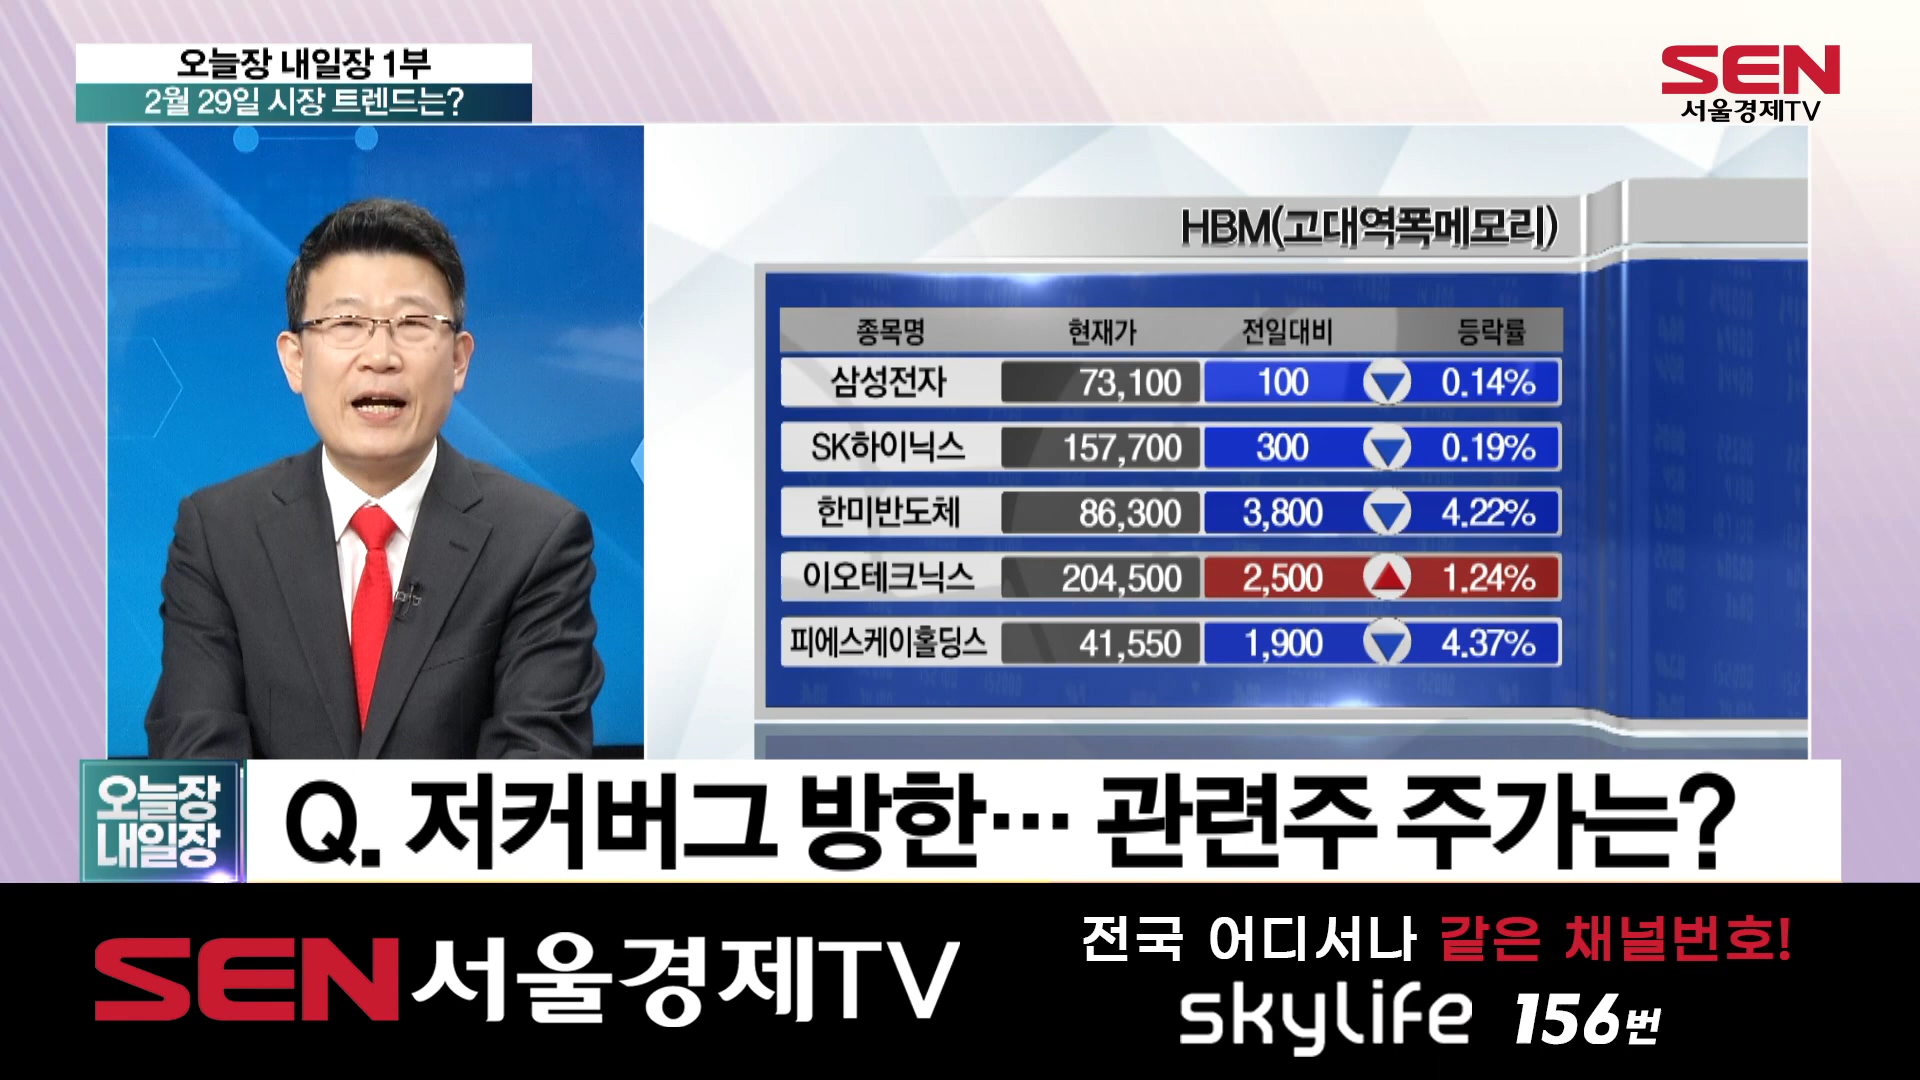 오늘장 내일장 1부
2월 29일 시장 트렌드는?
SEN
서울경제TV
HBM(고대역폭메모리)
종목명 현재가 전일대비 등락률
삼성전자 73,100 100 ▼ 0.14%
SK하이닉스 157,700 300 ▼ 0.19%
한미반도체 86,300 3,800 ▼ 4.22%
이오테크닉스 204,500 2,500 ▲ 1.24%
피에스케이홀딩스 41,550 1,900 ▼ 4.37%
오늘장
내일장
Q. 저커버그 방한… 관련주 주가는?
SEN 서울경제TV
전국 어디서나 같은 채널번호!
skylife 156번